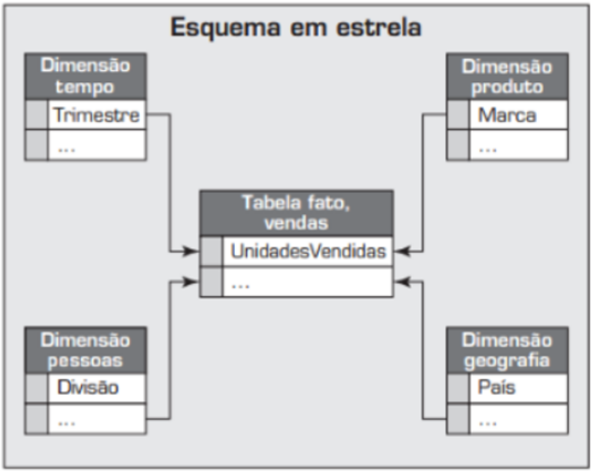 Esquema em estrela
Dimensão
tempo
Trimestre
...
Dimensão
produto
Marca
...
Tabela fato,
vendas
UnidadesVendidas
...
Dimensão
pessoas
Divisão
...
Dimensão
geografia
País
...